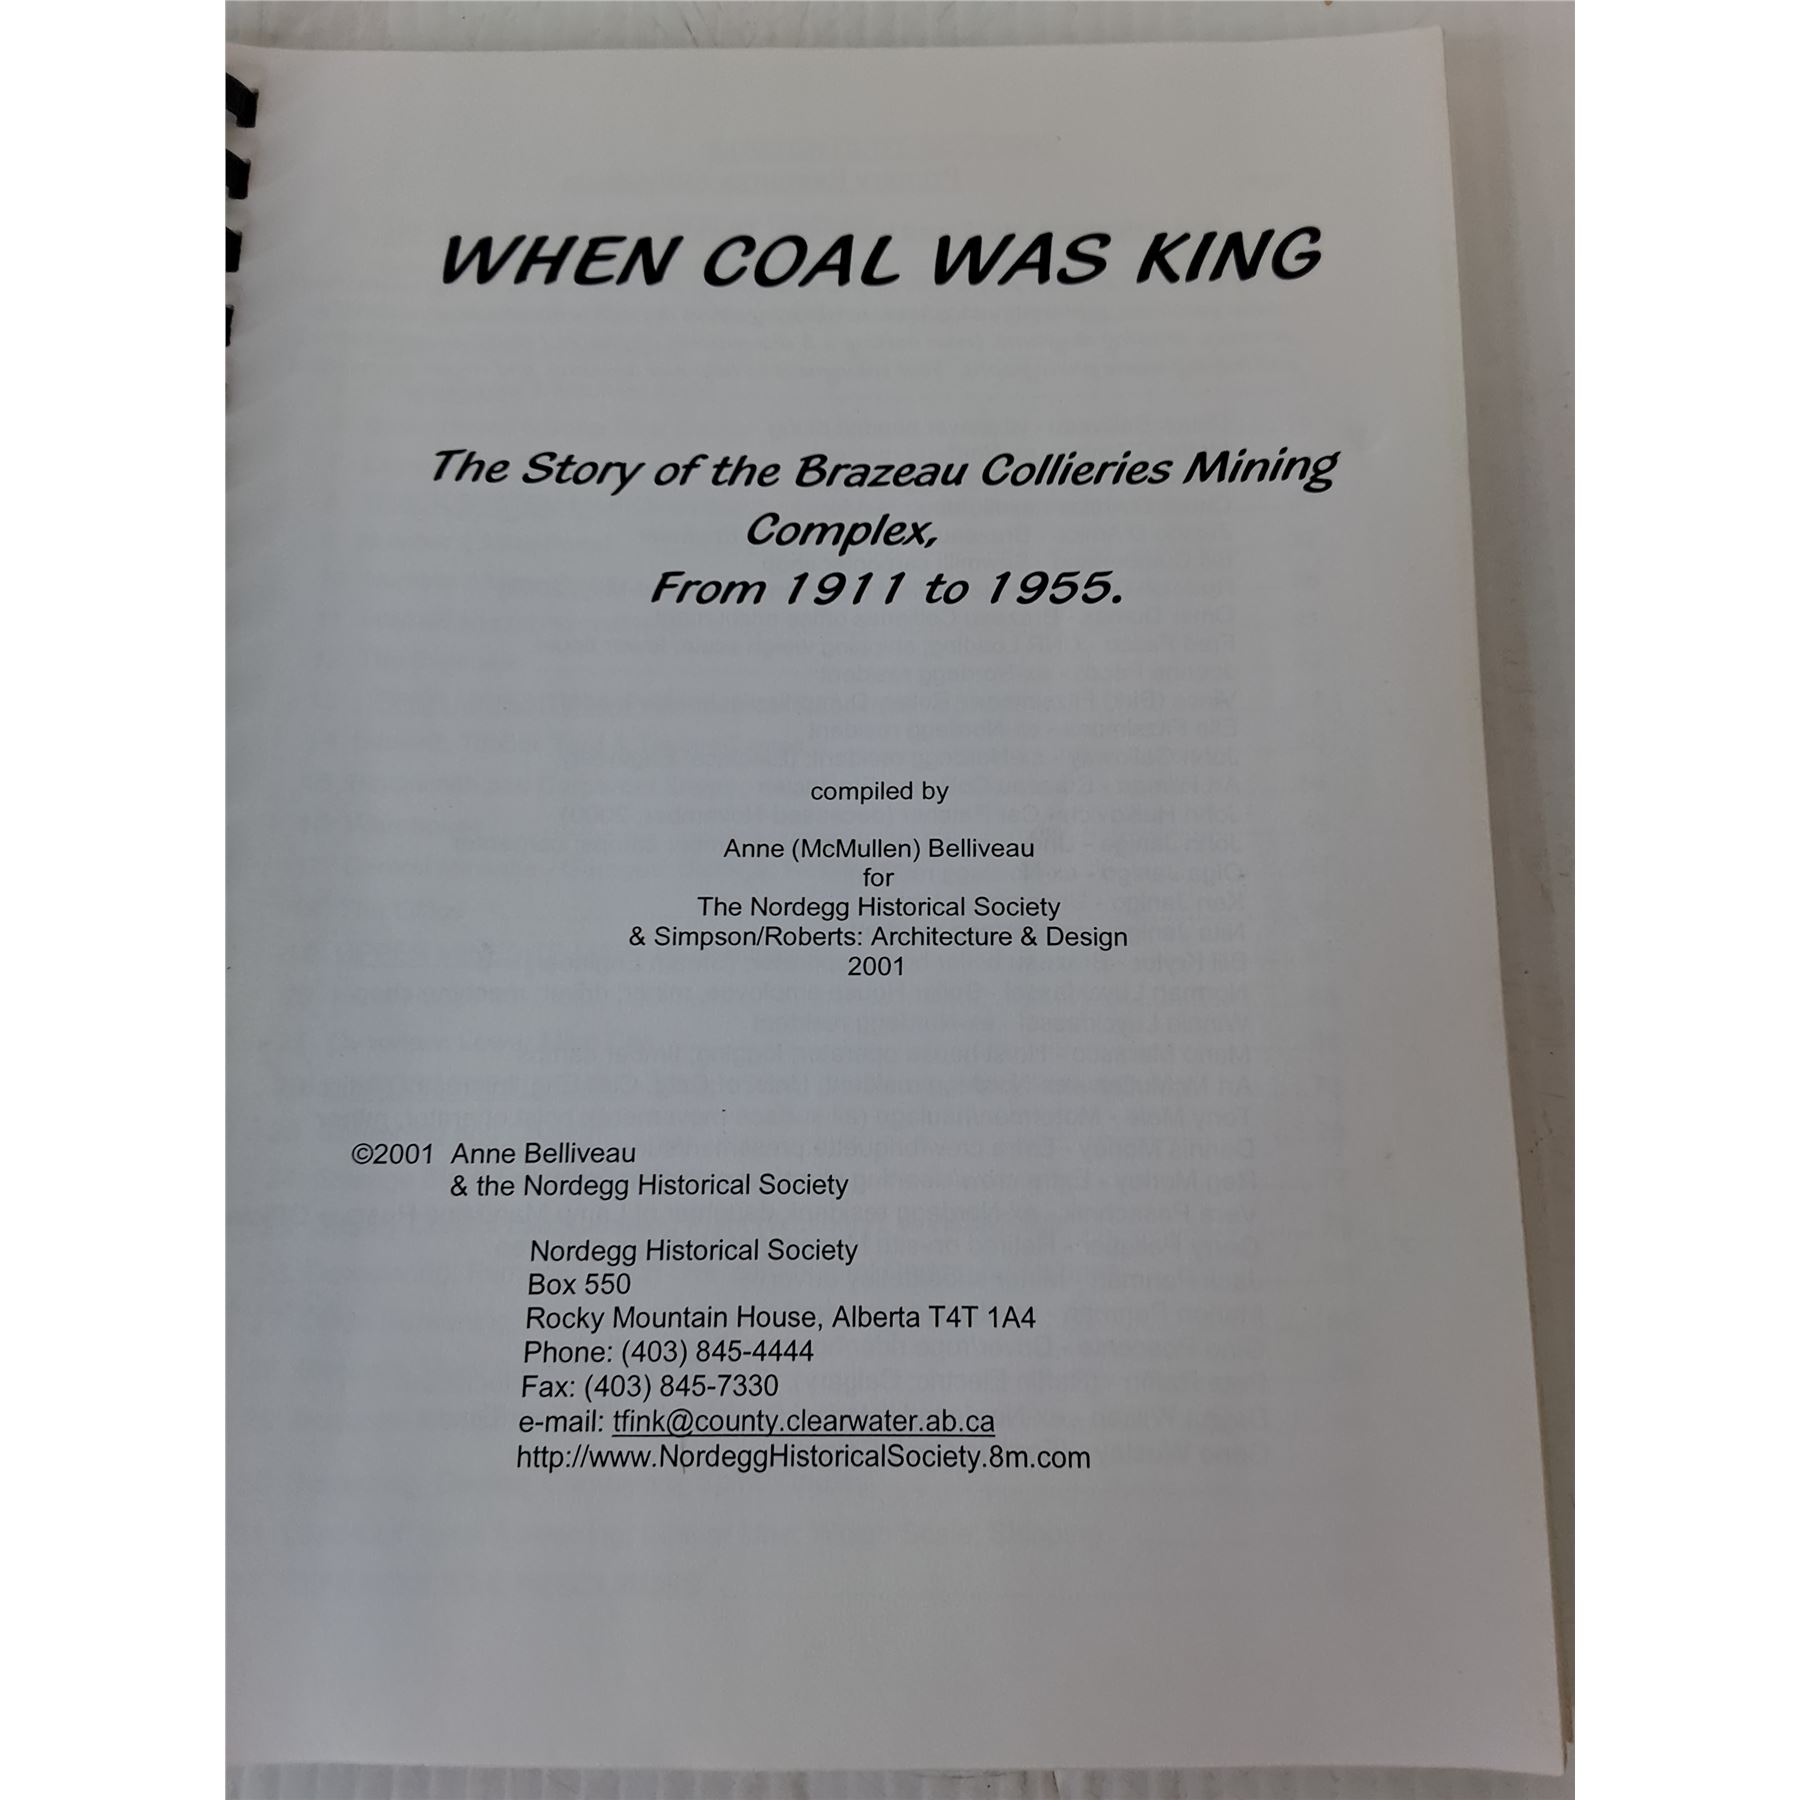 WHEN COAL WAS KING
The Story of the Brazeau Collieries Mining
Complex,
From 1911 to 1955.
compiled by
Anne (McMullen) Belliveau
for
The Nordegg Historical Society
& Simpson/Roberts: Architecture & Design
2001
©2001 Anne Belliveau
& the Nordegg Historical Society
Nordegg Historical Society
Box 550
Rocky Mountain House, Alberta T4T 1A4
Phone: (403) 845-4444
Fax: (403) 845-7330
e-mail: tfink@county.clearwater.ab.ca
http://www.NordeggHistoricalSociety.8m.com